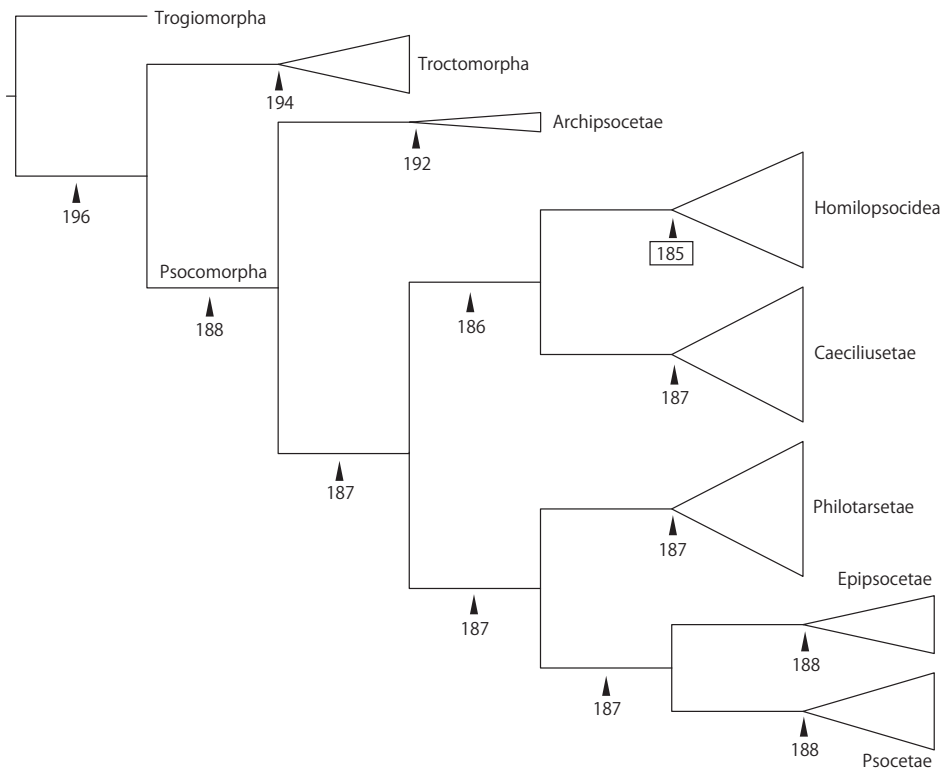 Trogiomorpha
Troctomorpha
194
Archipsocetae
192
196
Homilopsocidea
185
Psocomorpha
188
186
Caeciliusetae
187
187
Philotarsetae
187
187
Epipsocetae
188
187
188
Psocetae